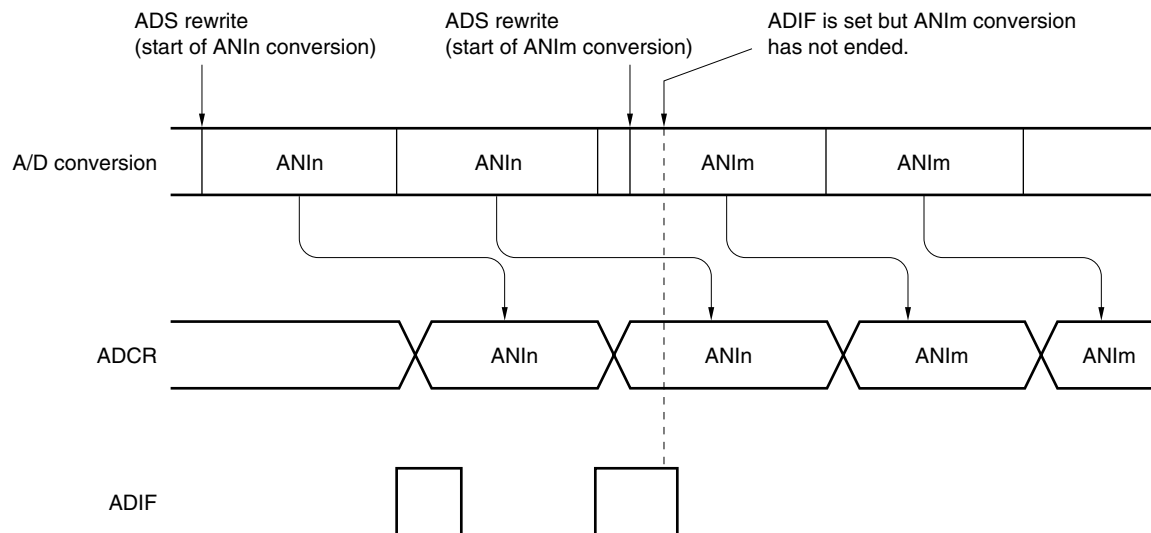 ADS rewrite
(start of ANIn conversion)
ADS rewrite
(start of ANIm conversion)
ADIF is set but ANIm conversion
has not ended.
A/D conversion
ANIn
ANIn
ANIm
ANIm
ADCR
ANIn
ANIn
ANIm
ANIm
ADIF